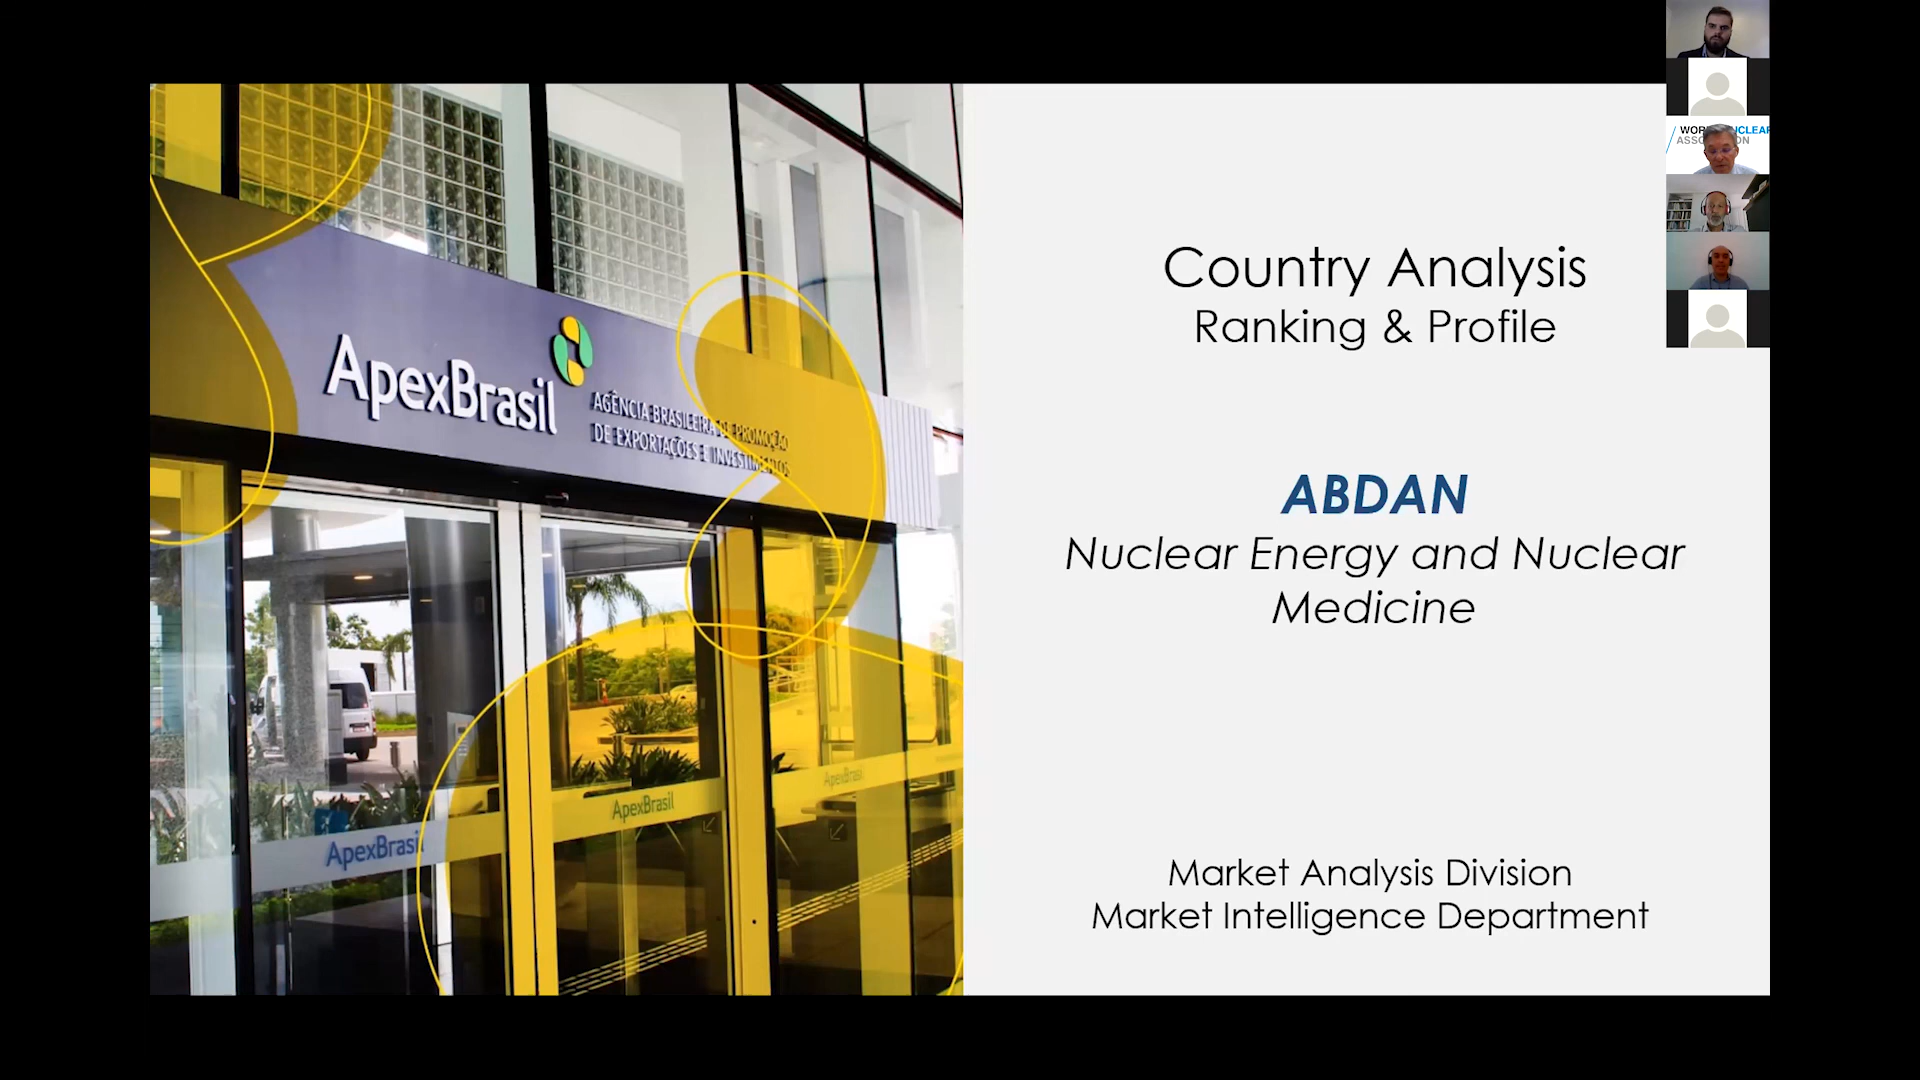 ApexBrasil
AGÊNCIA BRASILEIRA DE PROMOÇÃO
DE EXPORTAÇÕES E INVESTIMENTOS
ApexBrasil
ApexBrasil
ApexBrasil
Country Analysis
Ranking & Profile
ABDAN
Nuclear Energy and Nuclear
Medicine
Market Analysis Division
Market Intelligence Department